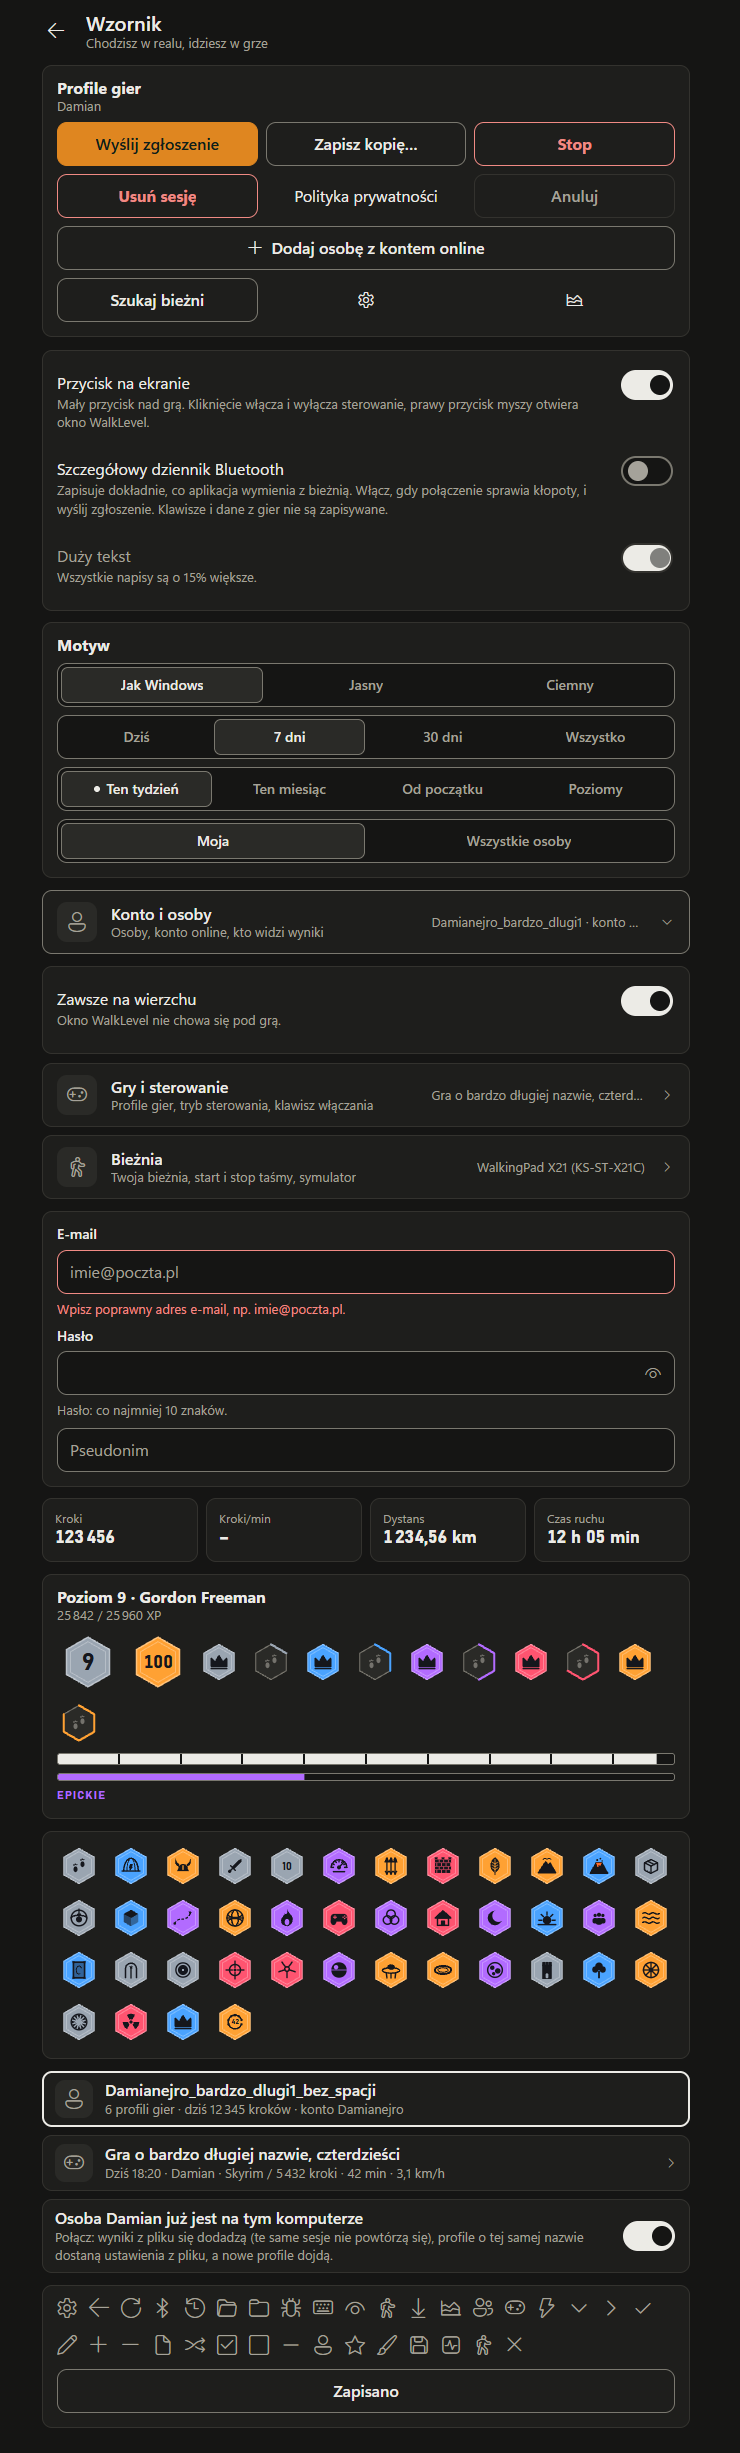 Wzornik
Chodzisz w realu, idziesz w grze
Profile gier
Damian
Wyślij zgłoszenie
Zapisz kopię...
Stop
Usuń sesję
Polityka prywatności
Anuluj
Dodaj osobę z kontem online
Szukaj bieżni
Przycisk na ekranie
Mały przycisk nad grą. Kliknięcie włącza i wyłącza sterowanie, prawy przycisk myszy otwiera
okno WalkLevel.
Szczegółowy dziennik Bluetooth
Zapisuje dokładnie, co aplikacja wymienia z bieżnią. Włącz, gdy połączenie sprawia kłopoty, i
wyślij zgłoszenie. Klawisze i dane z gier nie są zapisywane.
Duży tekst
Wszystkie napisy są o 15% większe.
Motyw
Jak Windows
Jasny
Ciemny
Dziś
7 dni
30 dni
Wszystko
• Ten tydzień
Ten miesiąc
Od początku
Poziomy
Moja
Wszystkie osoby
Konto i osoby
Osoby, konto online, kto widzi wyniki
Damianejro_bardzo_dlugi1 · konto ...
Zawsze na wierzchu
Okno WalkLevel nie chowa się pod grą.
Gry i sterowanie
Profile gier, tryb sterowania, klawisz włączania
Gra o bardzo długiej nazwie, czterd...
Bieżnia
Twoja bieżnia, start i stop taśmy, symulator
WalkingPad X21 (KS-ST-X21C)
E-mail
imie@poczta.pl
Wpisz poprawny adres e-mail, np. imie@poczta.pl.
Hasło
Hasło: co najmniej 10 znaków.
Pseudonim
Kroki
123 456
Kroki/min
–
Dystans
1 234,56 km
Czas ruchu
12 h 05 min
Poziom 9 · Gordon Freeman
25 842 / 25 960 XP
9
100
EPICKIE
10
42
Damianejro_bardzo_dlugi1_bez_spacji
6 profili gier · dziś 12 345 kroków · konto Damianejro
Gra o bardzo długiej nazwie, czterdzieści
Dziś 18:20 · Damian · Skyrim / 5 432 kroki · 42 min · 3,1 km/h
Osoba Damian już jest na tym komputerze
Połącz: wyniki z pliku się dodadzą (te same sesje nie powtórzą się), profile o tej samej nazwie
dostaną ustawienia z pliku, a nowe profile dojdą.
Zapisano